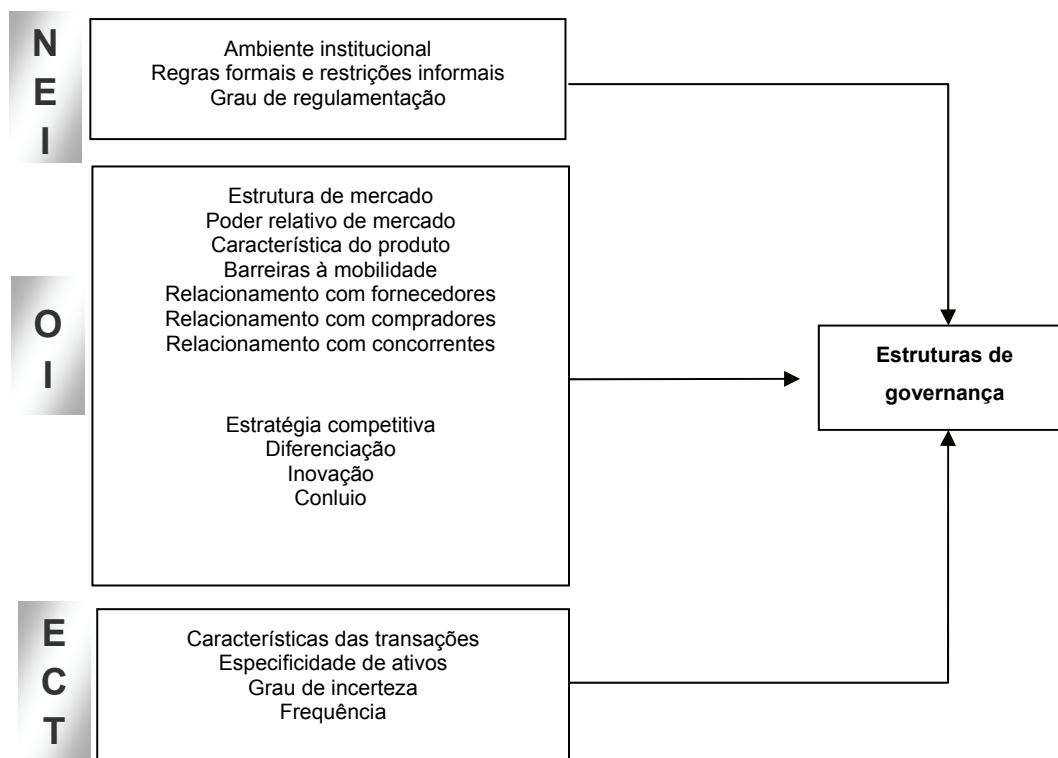 N
E
I
Ambiente institucional
Regras formais e restrições informais
Grau de regulamentação
O
I
Estrutura de mercado
Poder relativo de mercado
Característica do produto
Barreiras à mobilidade
Relacionamento com fornecedores
Relacionamento com compradores
Relacionamento com concorrentes
Estratégia competitiva
Diferenciação
Inovação
Conluio
Estruturas de
governança
E
C
T
Características das transações
Especificidade de ativos
Grau de incerteza
Frequência